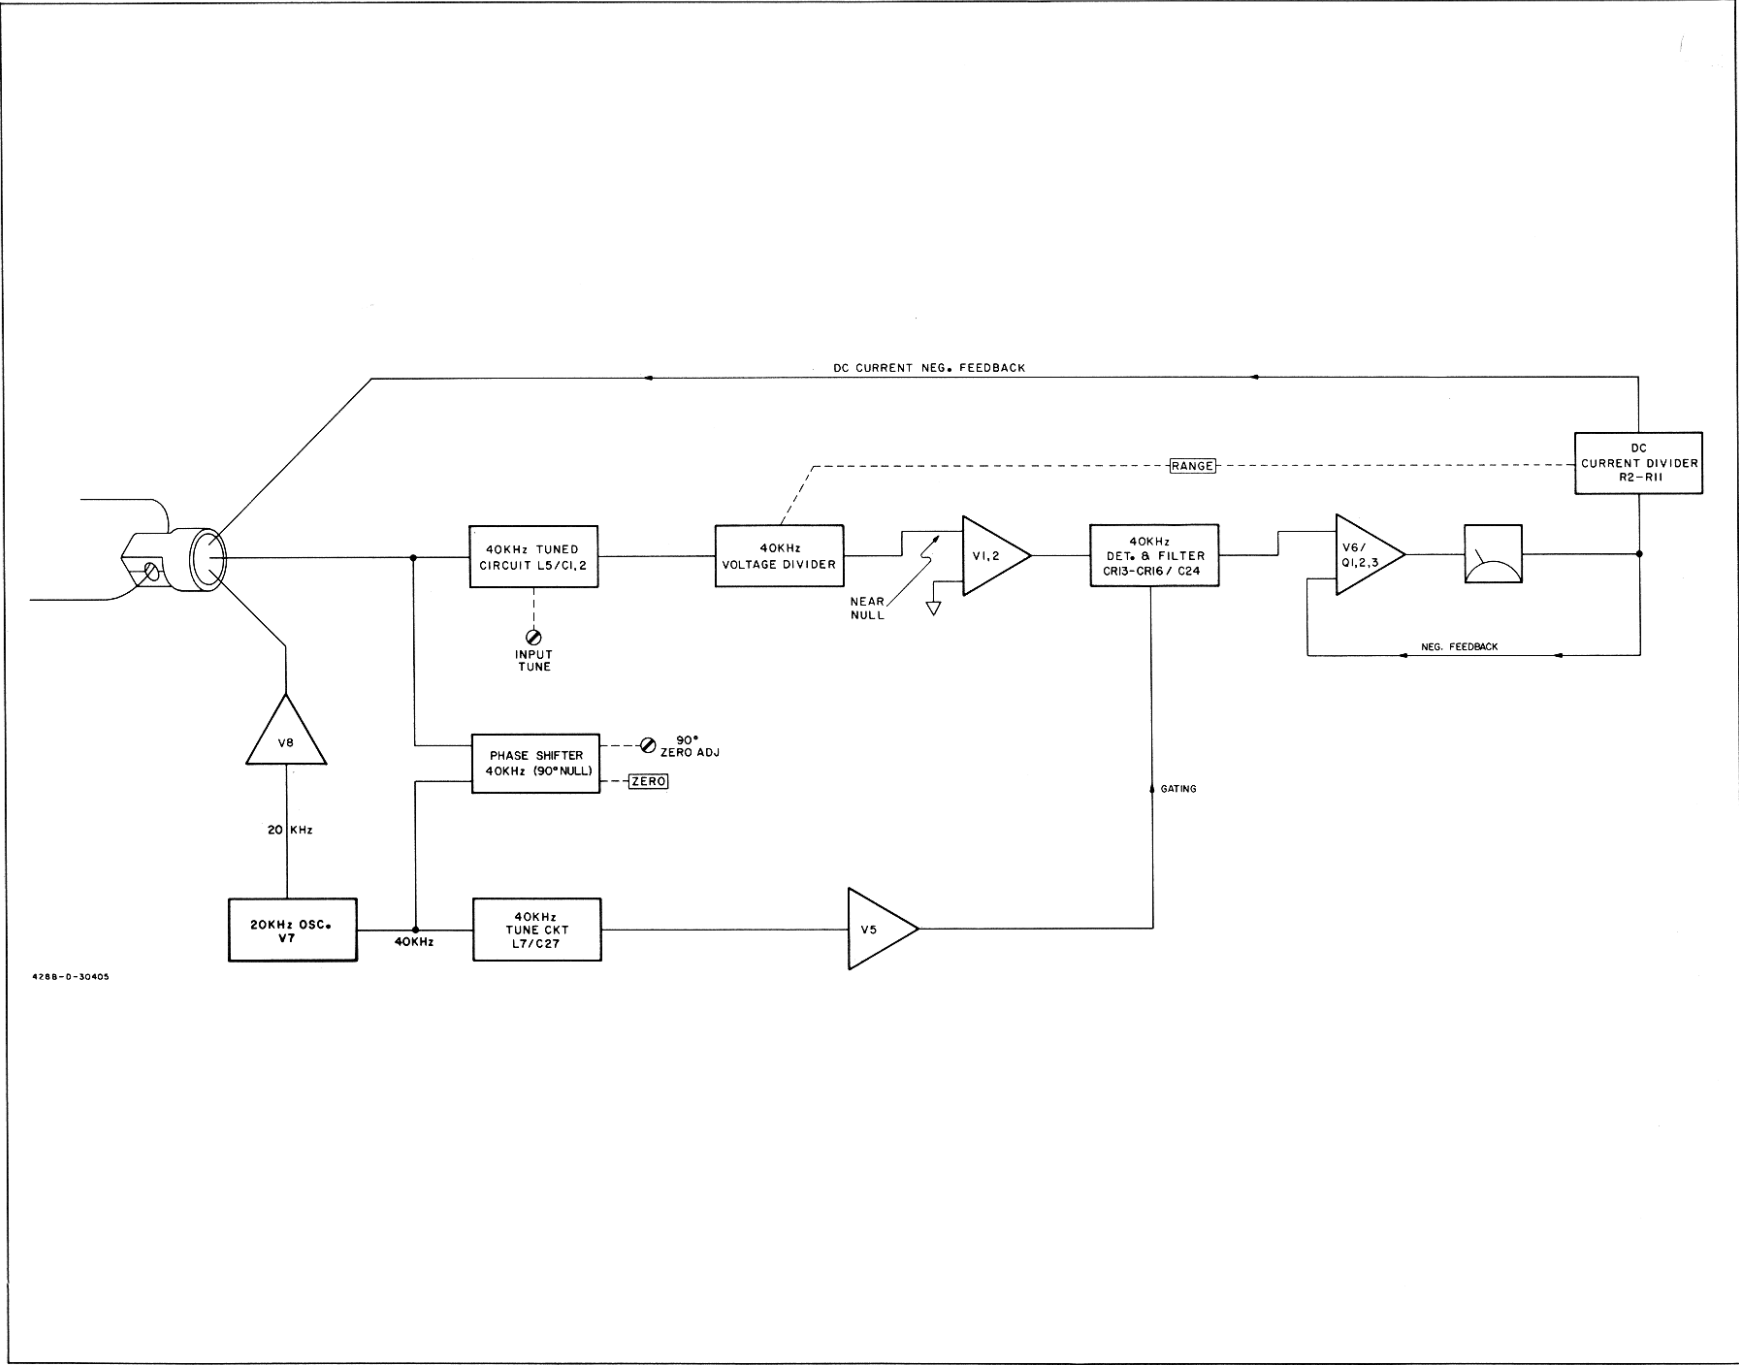 DC CURRENT NEG. FEEDBACK
DC
CURRENT DIVIDER
R2-R11
RANGE
40KHz TUNED
CIRCUIT L5/C1,2
40KHz
VOLTAGE DIVIDER
V1,2
40KHz
DET. & FILTER
CR13-CR16 / C24
V6/
Q1,2,3
NEAR
NULL
INPUT
TUNE
NEG. FEEDBACK
V8
PHASE SHIFTER
40KHz (90° NULL)
90°
ZERO ADJ
ZERO
GATING
20 KHz
20KHz OSC.
V7
40KHz
40KHz
TUNE CKT
L7/C27
V5
428B-D-30405